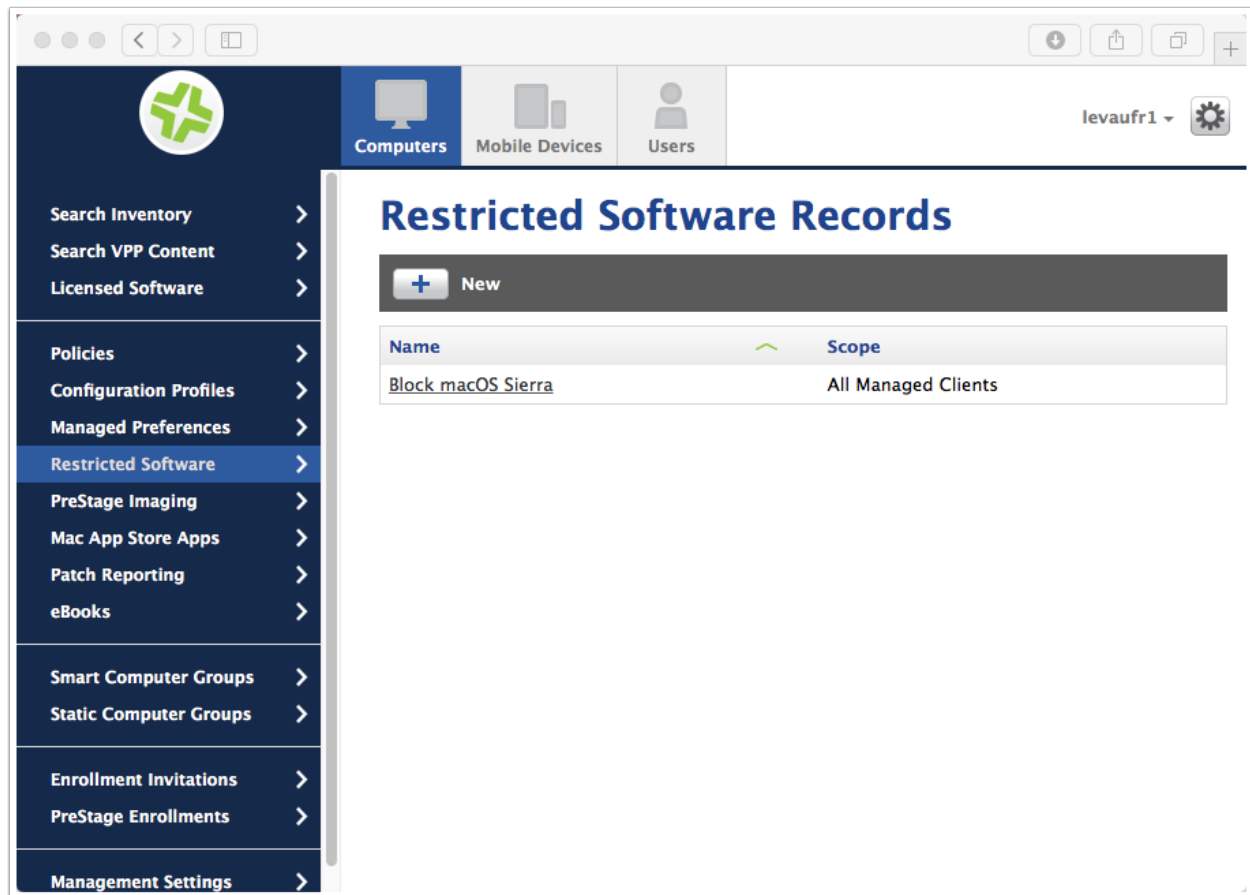 Computers
Mobile Devices
Users
levaufr1
Search Inventory
Search VPP Content
Licensed Software
Policies
Configuration Profiles
Managed Preferences
Restricted Software
PreStage Imaging
Mac App Store Apps
Patch Reporting
eBooks
Smart Computer Groups
Static Computer Groups
Enrollment Invitations
PreStage Enrollments
Management Settings
Restricted Software Records
New
Name Scope
Block macOS Sierra All Managed Clients